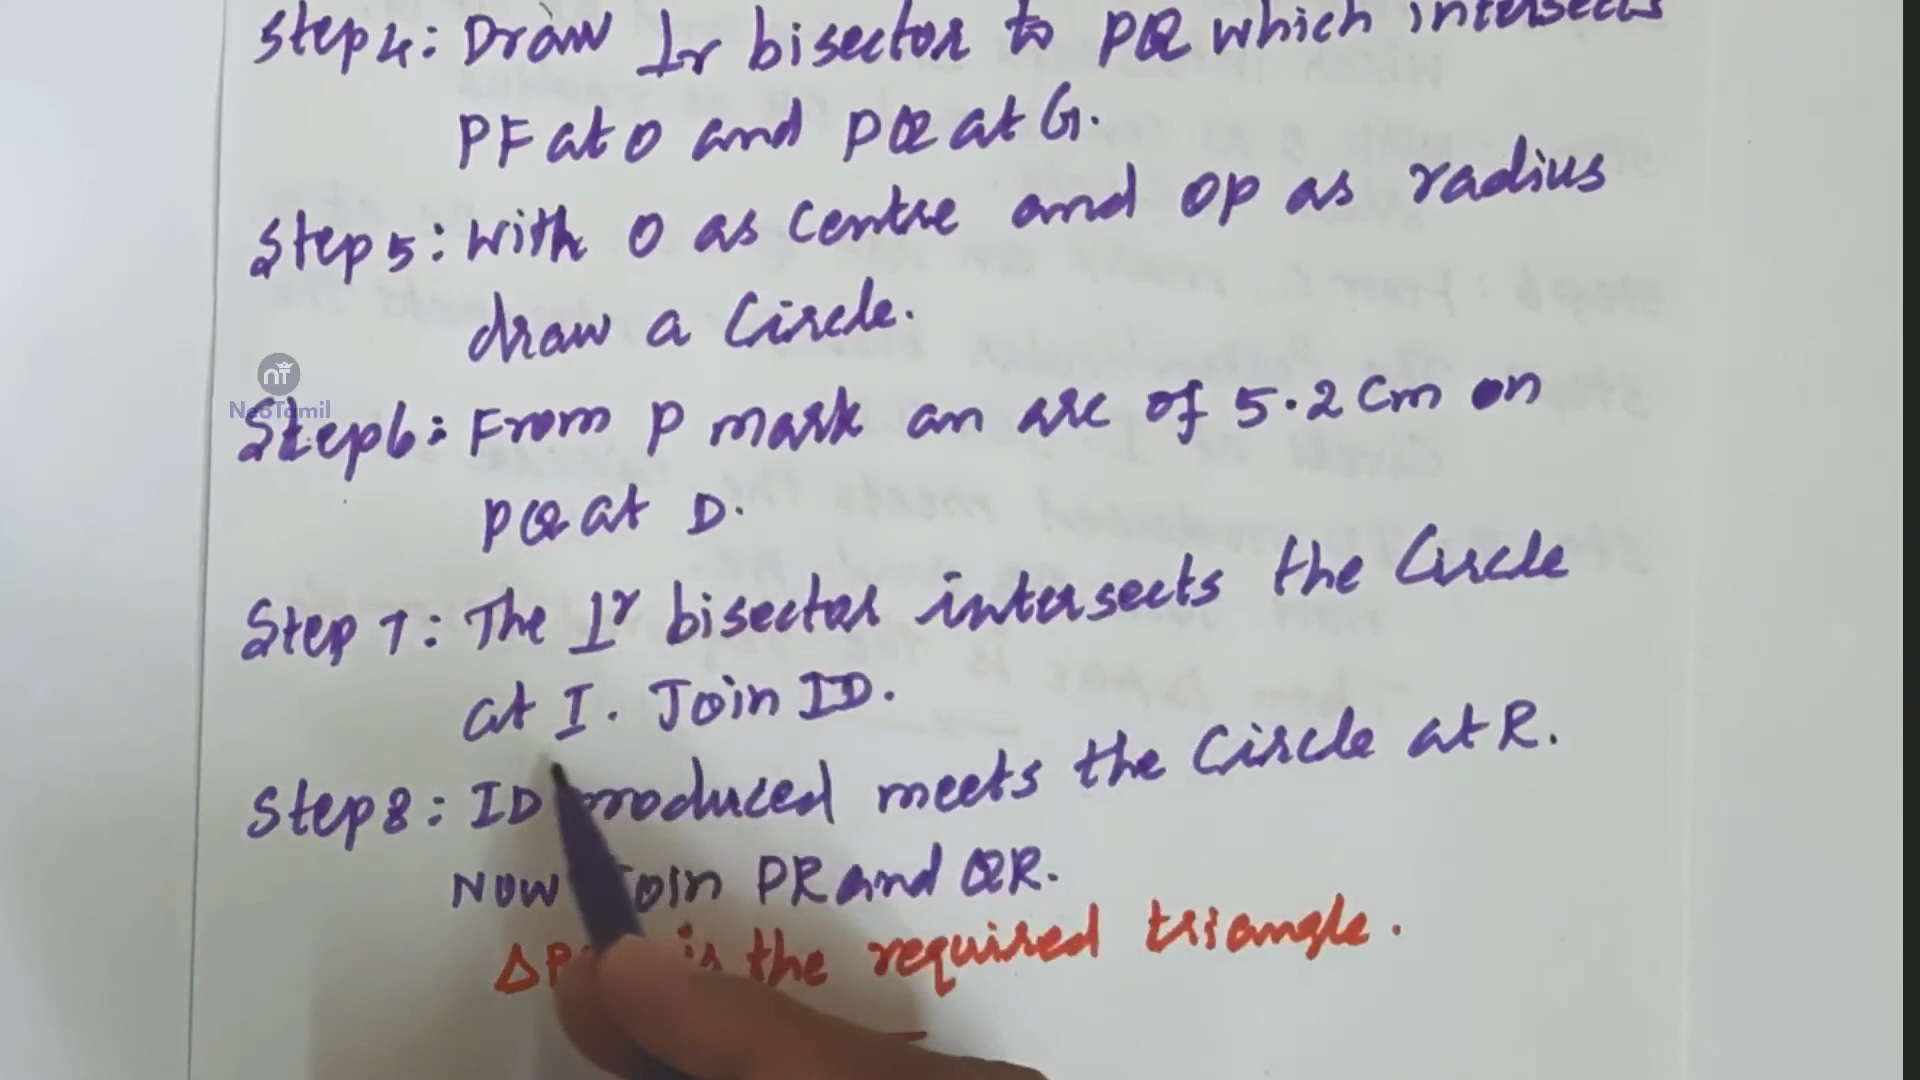 Step 4: Draw ⊥r bisector to PQ which intersects
PF at O and PQ at G.
Step 5: With O as Centre and OP as radius
draw a Circle.
NeoTamil
Step 6: From P mark an arc of 5.2 cm on
PQ at D.
Step 7: The ⊥r bisector intersects the Circle
at I. Join ID.
Step 8: ID produced meets the Circle at R.
Now Join PR and QR.
is the required triangle.